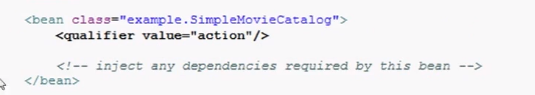 <bean class="example.SimpleMovieCatalog">
    <qualifier value="action"/>
    <!-- inject any dependencies required by this bean -->
</bean>